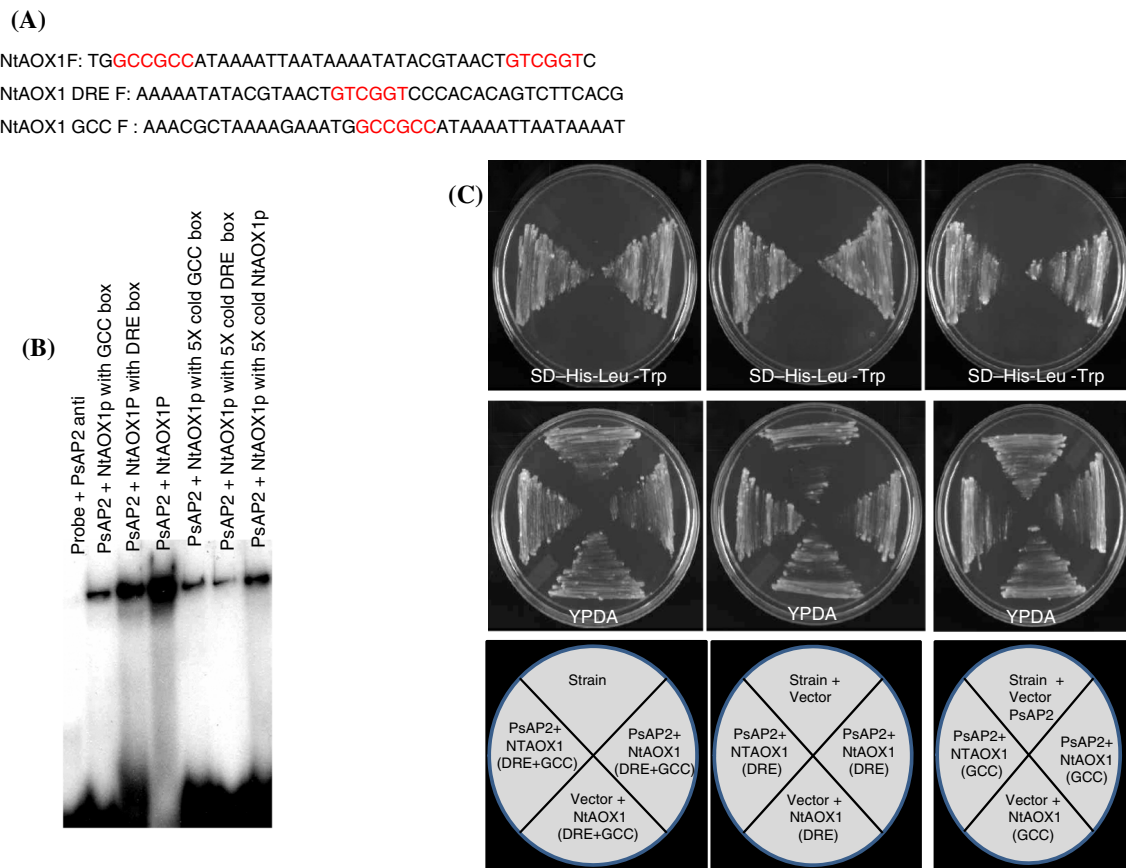 (A)
NtAOX1F: TGGCCGCCATAAAATTAATAAAATATACGTAACTGTCGGTC
NtAOX1 DRE F: AAAAATATACGTAACTGTCGGTCCCACACAGTCTTCACG
NtAOX1 GCC F : AAACGCTAAAAGAAATGGCCGCCATAAAATTAATAAAAT
(B)
Probe + PsAP2 anti
PsAP2 + NtAOX1p with GCC box
PsAP2 + NtAOX1P with DRE box
PsAP2 + NtAOX1P
PsAP2 + NtAOX1p with 5X cold GCC box
PsAP2 + NtAOX1p with 5X cold DRE box
PsAP2 + NtAOX1p with 5X cold NtAOX1p
(C)
SD–His-Leu -Trp
SD–His-Leu -Trp
SD–His-Leu -Trp
YPDA
YPDA
YPDA
Strain
PsAP2+
NTAOX1
(DRE+GCC)
PsAP2+
NtAOX1
(DRE+GCC)
Vector +
NtAOX1
(DRE+GCC)
Strain +
Vector
PsAP2+
NTAOX1
(DRE)
PsAP2+
NtAOX1
(DRE)
Vector +
NtAOX1
(DRE)
Strain +
Vector
PsAP2
PsAP2+
NTAOX1
(GCC)
PsAP2+
NtAOX1
(GCC)
Vector +
NtAOX1
(GCC)